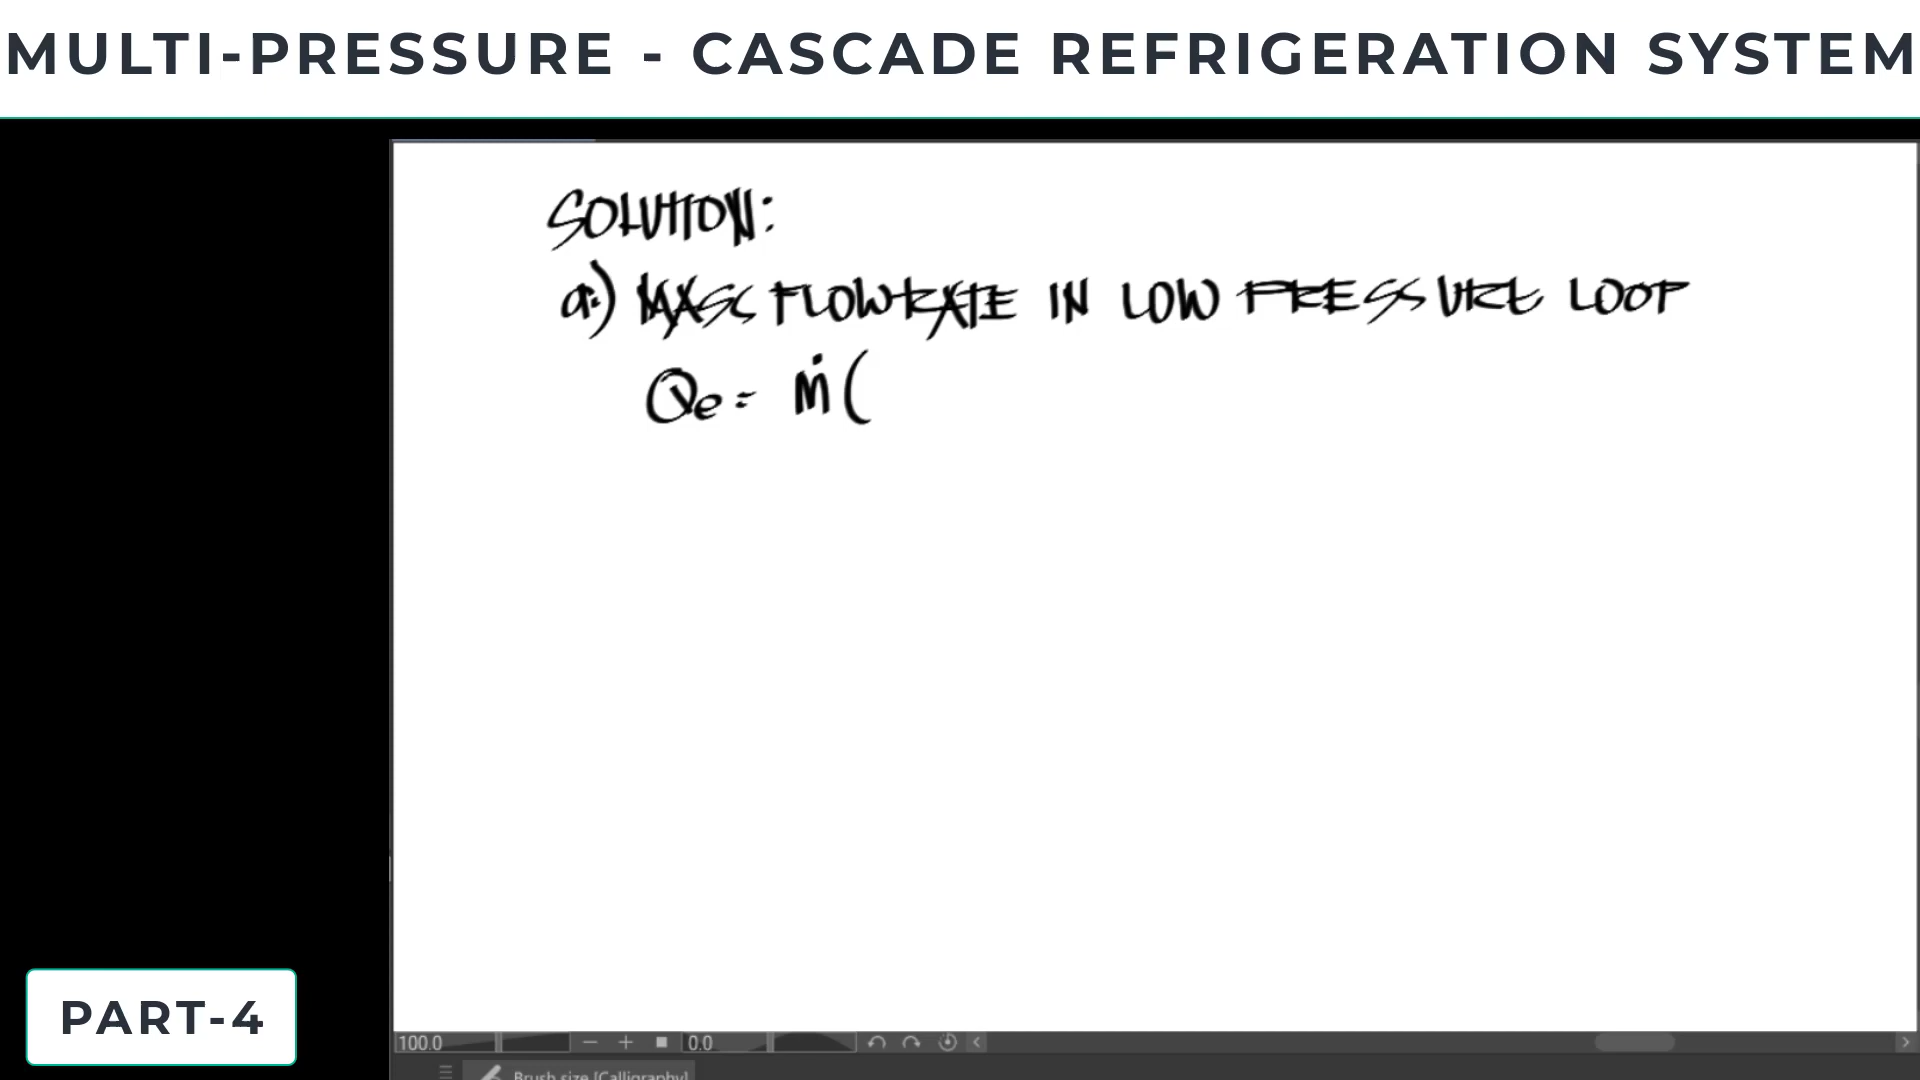 MULTI-PRESSURE - CASCADE REFRIGERATION SYSTEM
SOLUTION:
a.) MASS FLOWRATE IN LOW PRESSURE LOOP
Qe = ṁ (
PART-4
100.0
0.0
Brush size [Calligraphy]